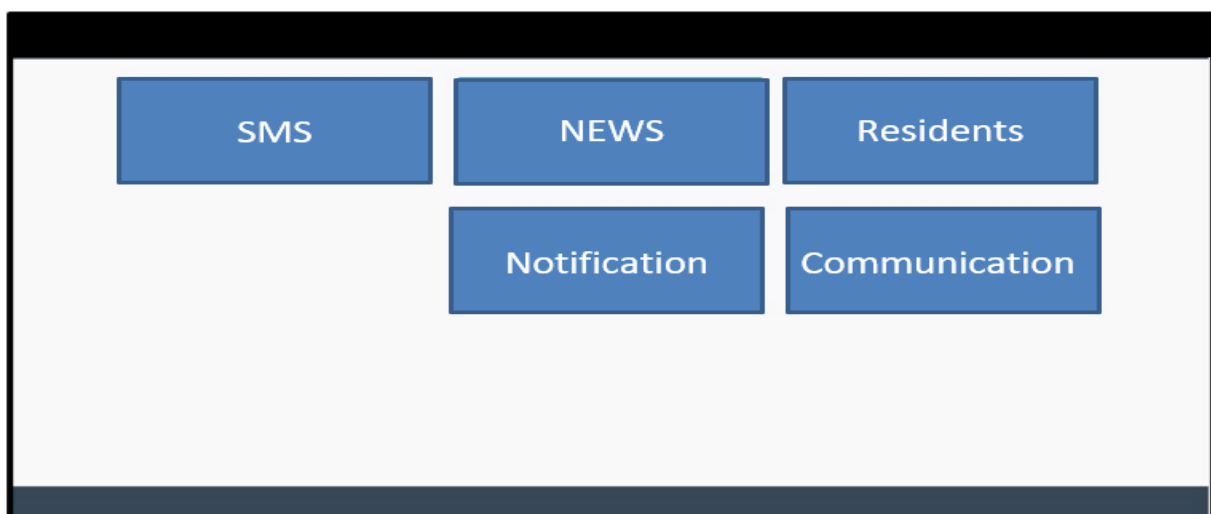 SMS
NEWS
Residents
Notification
Communication